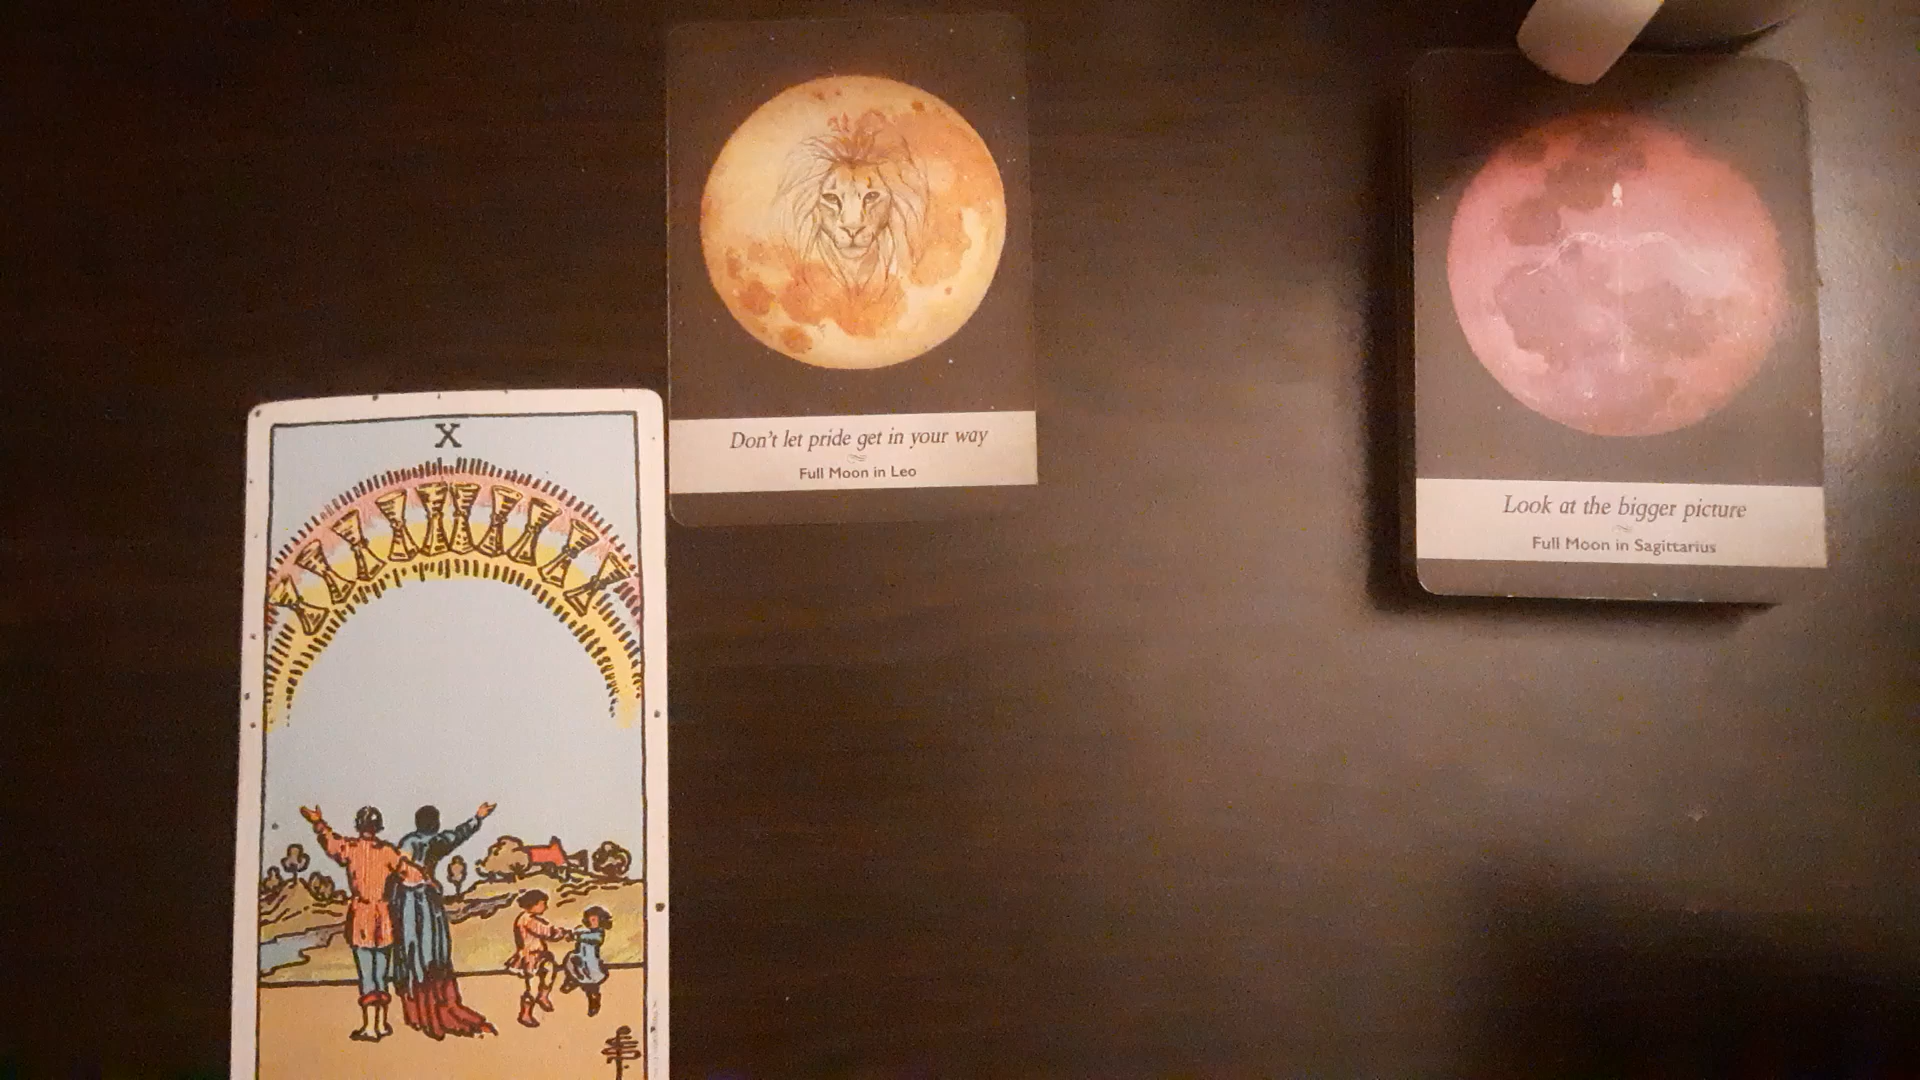 Don't let pride get in your way
Full Moon in Leo
Look at the bigger picture
Full Moon in Sagittarius
X